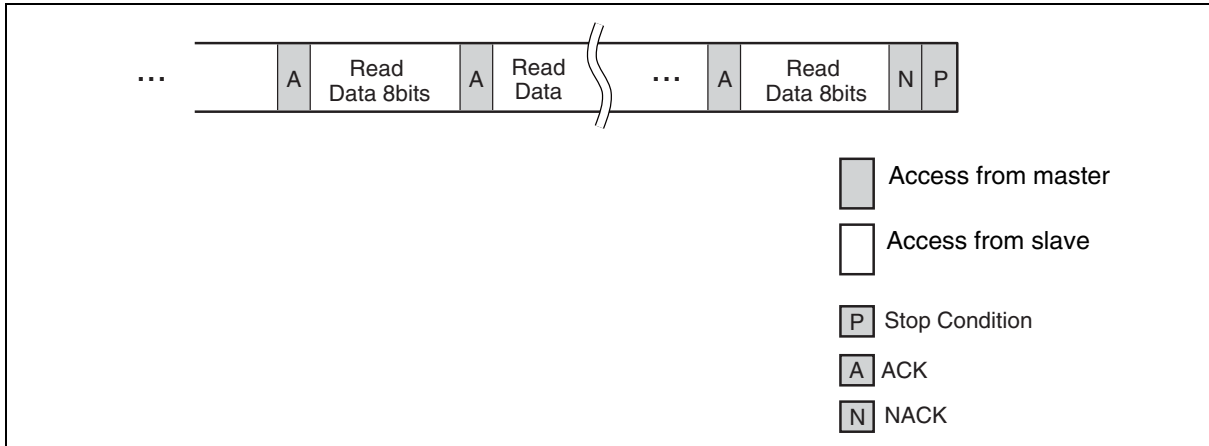 ... A Read A Read ... A Read N P
Data 8bits Data Data 8bits
Access from master
Access from slave
P Stop Condition
A ACK
N NACK